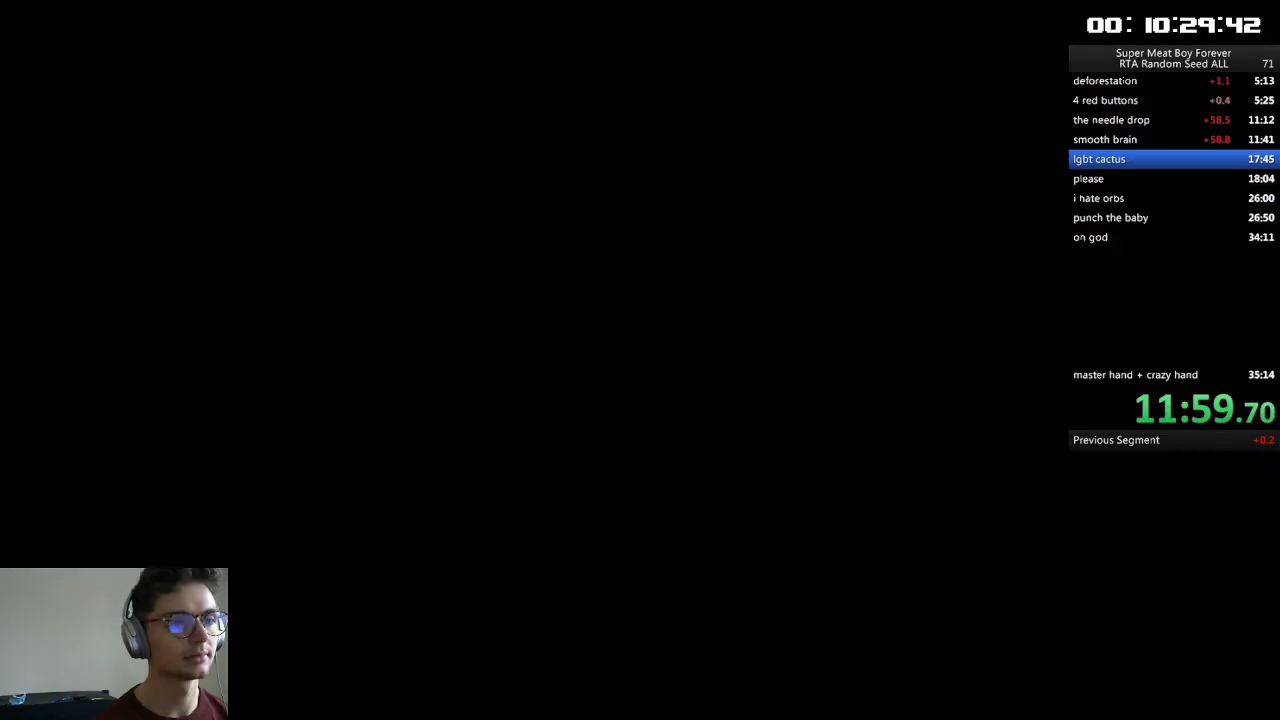 00: 10:29:42
Super Meat Boy Forever
RTA Random Seed ALL 71
deforestation +1.1 5:13
4 red buttons +0.4 5:25
the needle drop +58.5 11:12
smooth brain +58.8 11:41
lgbt cactus 17:45
please 18:04
i hate orbs 26:00
punch the baby 26:50
oh god 34:11
master hand + crazy hand 35:14
11:59.70
Previous Segment +0.2